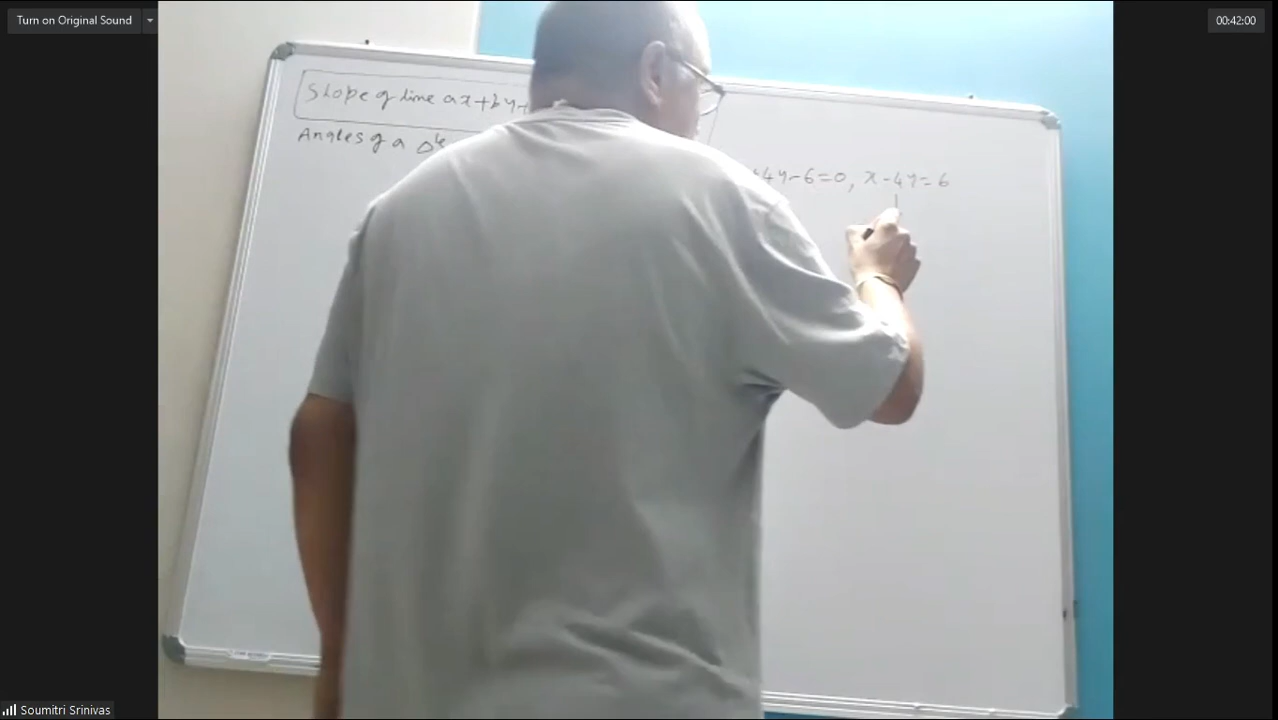 Turn on Original Sound
00:42:00
Slope of line ax+by+
Angles of a Δle
+4y-6=0, x-4y=6
Soumitri Srinivas